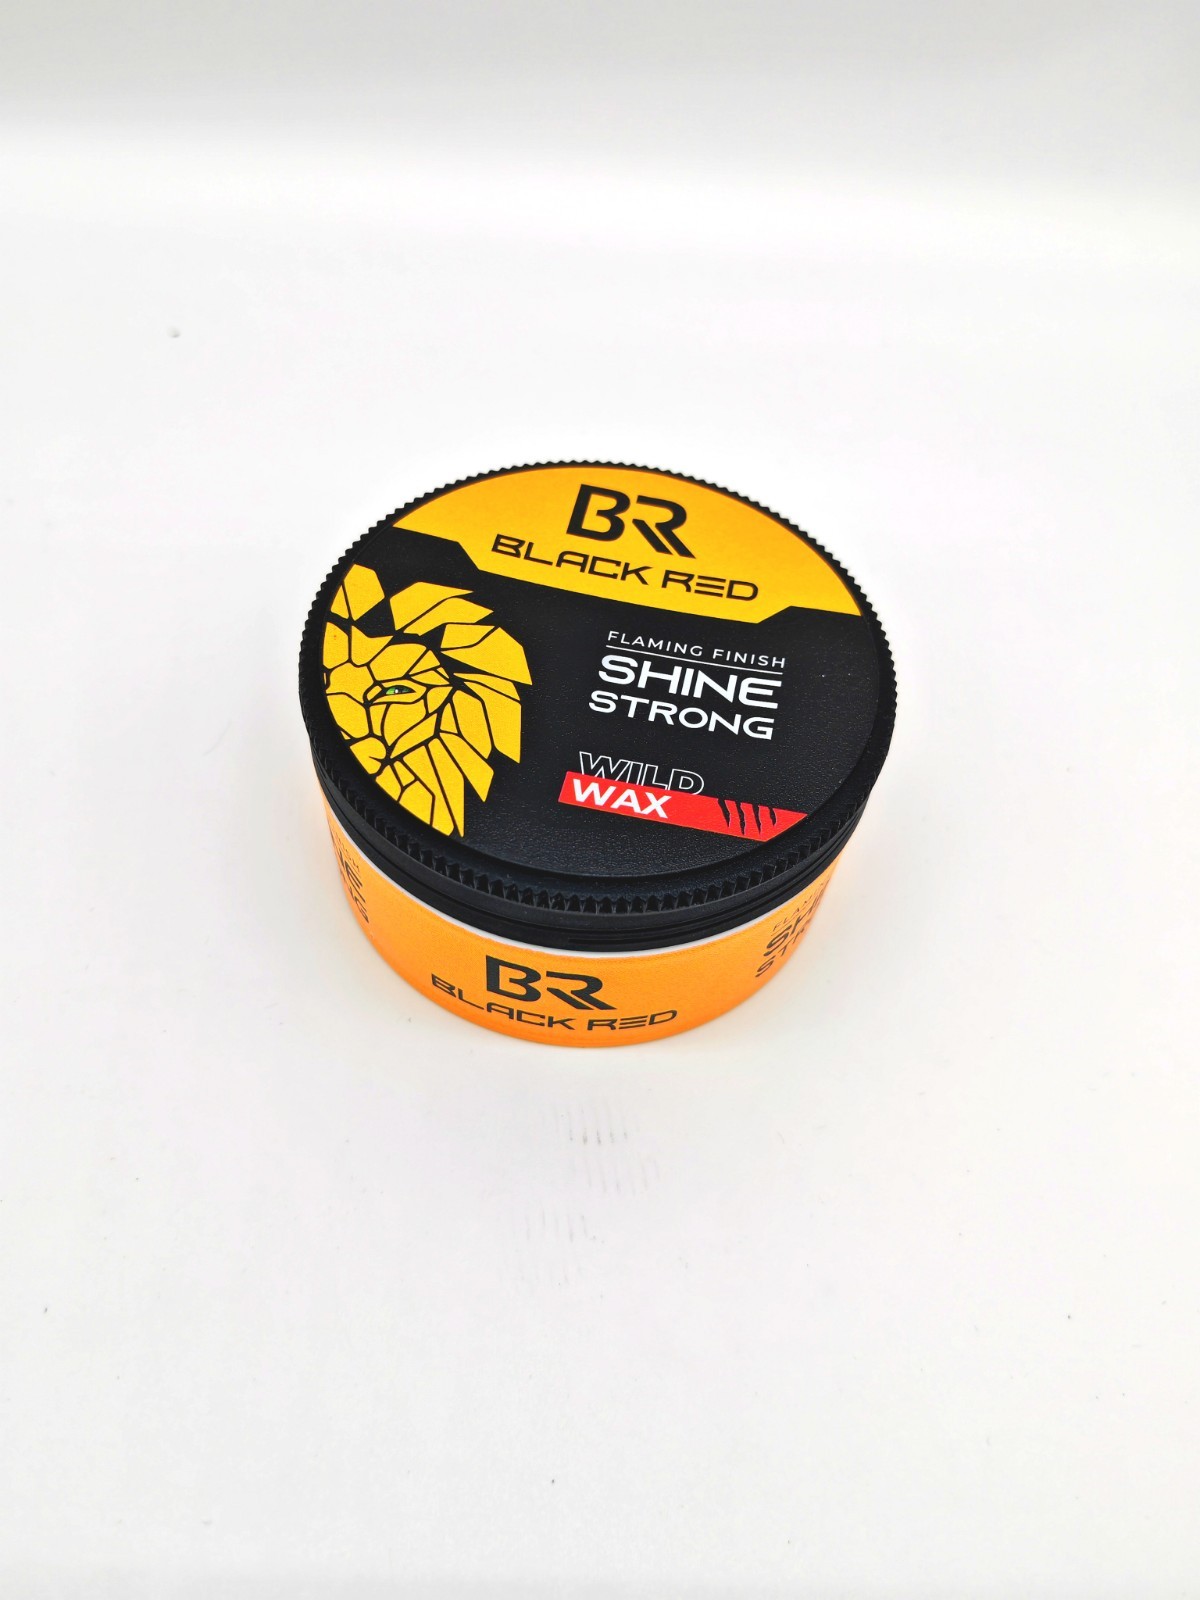 BR
BLACK RED
FLAMING FINISH
SHINE
STRONG
WILD
WAX
BR
BLACK RED